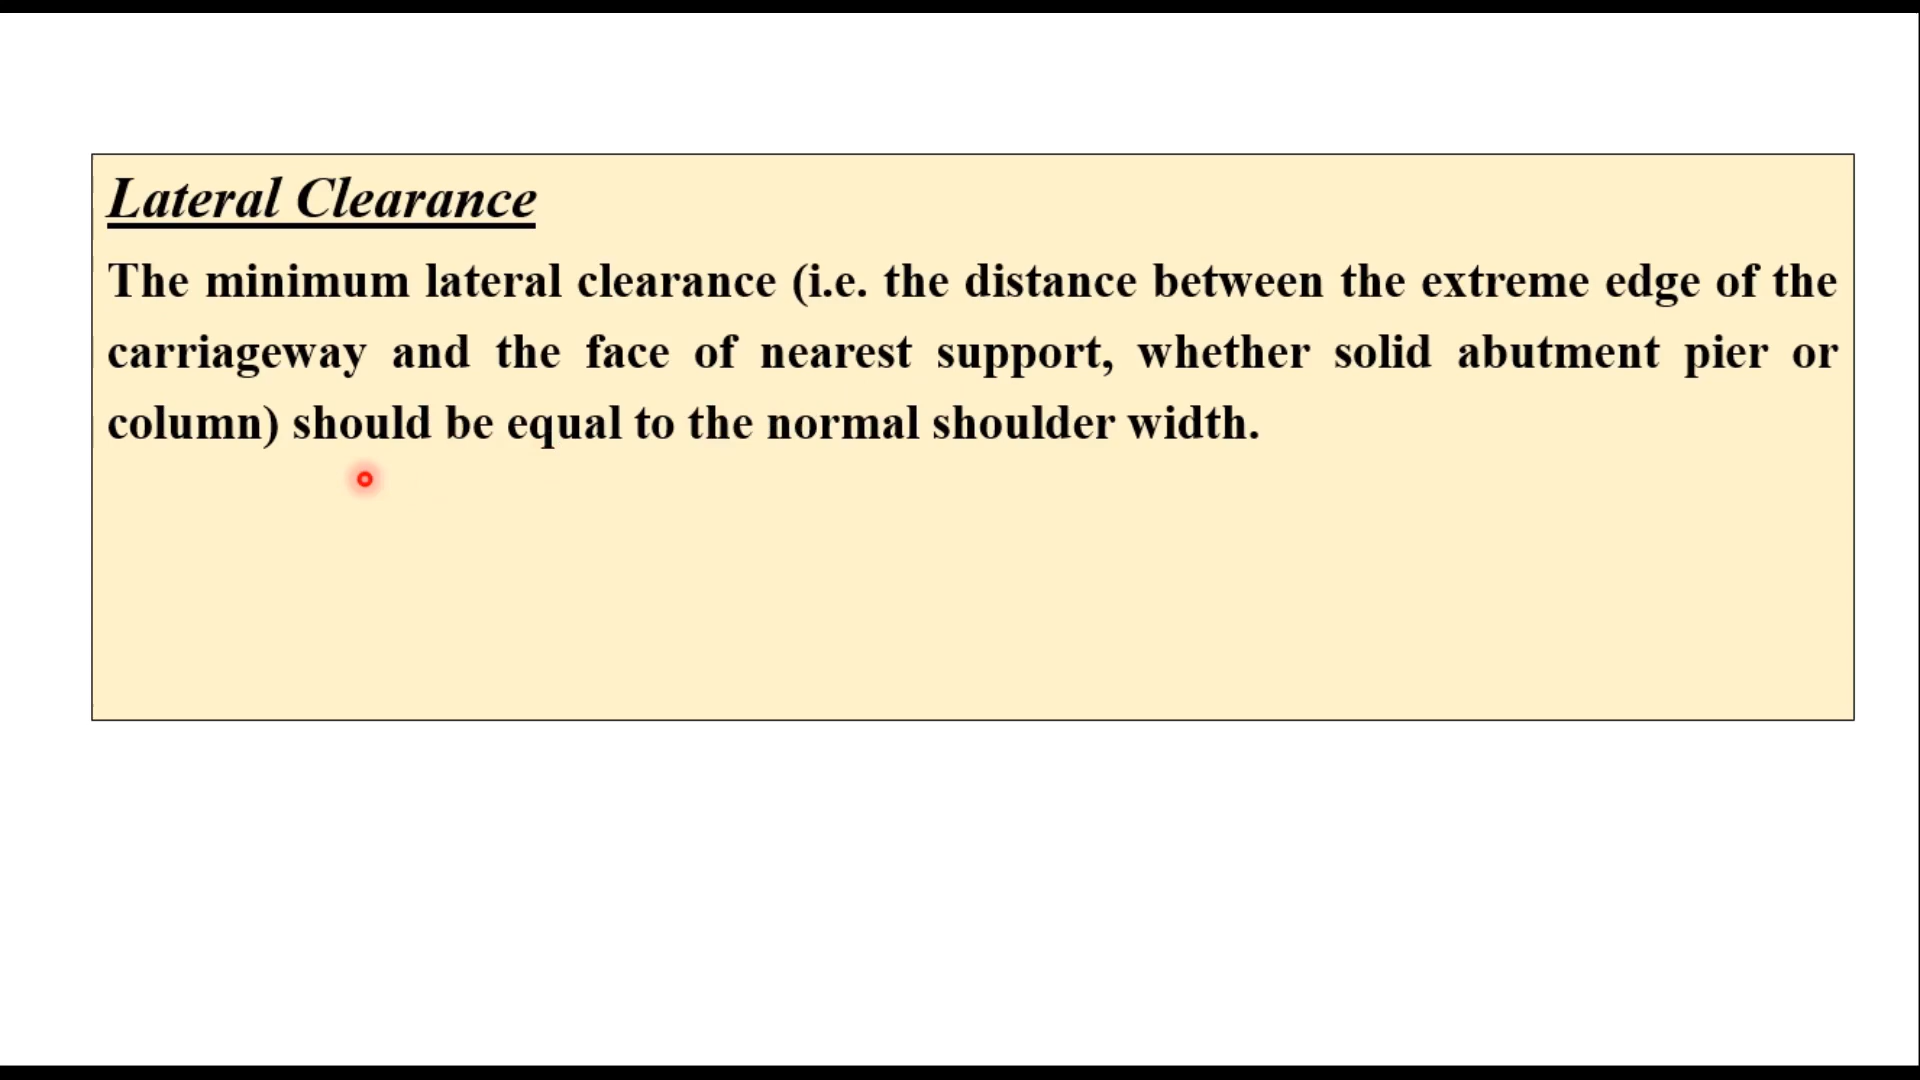 Lateral Clearance
The minimum lateral clearance (i.e. the distance between the extreme edge of the
carriageway and the face of nearest support, whether solid abutment pier or
column) should be equal to the normal shoulder width.